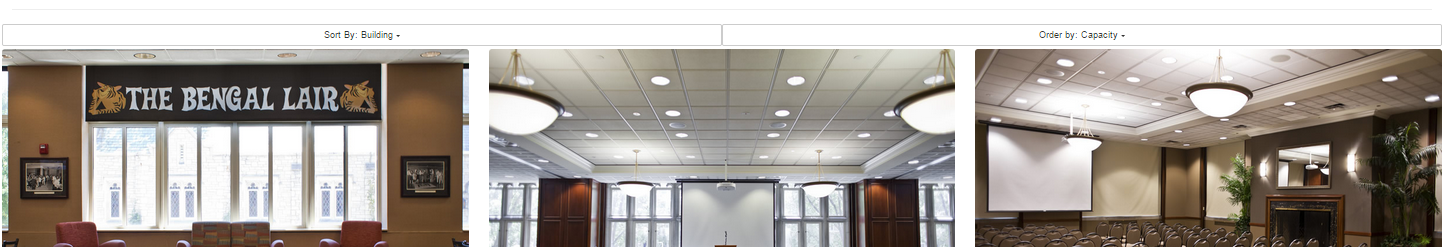 Sort By: Building
Order by: Capacity
THE BENGAL LAIR